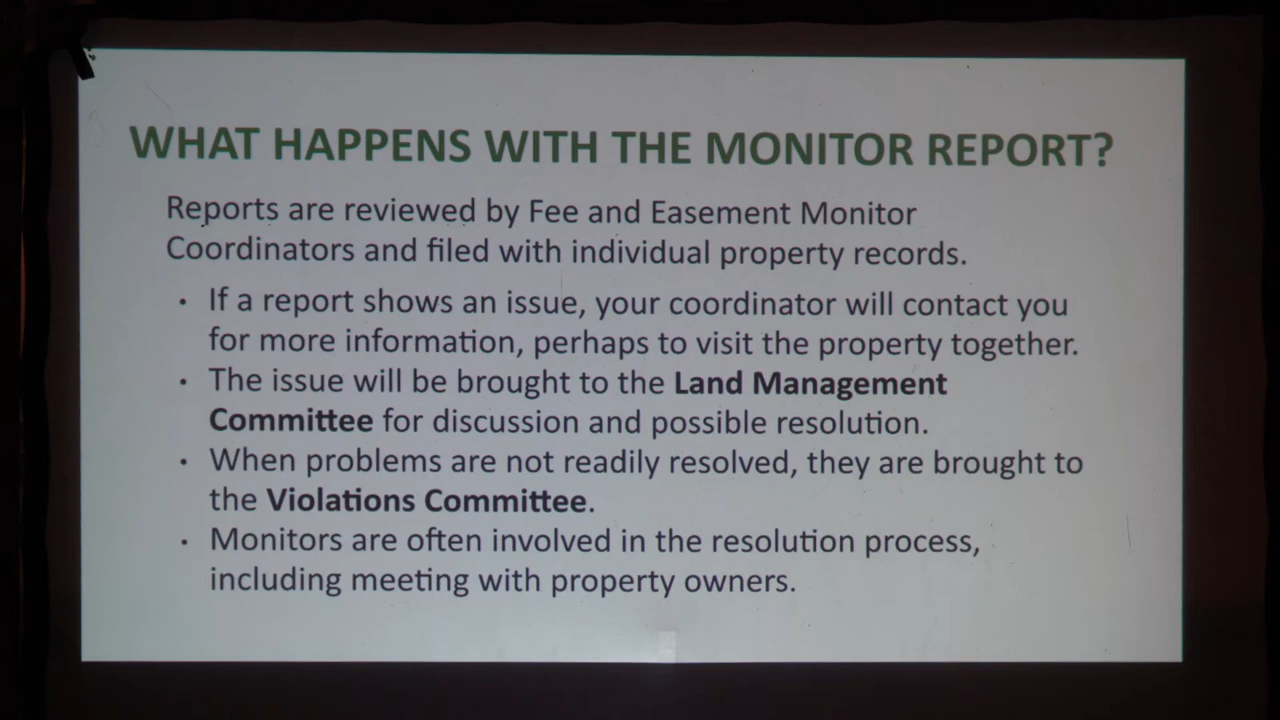 WHAT HAPPENS WITH THE MONITOR REPORT?
Reports are reviewed by Fee and Easement Monitor
Coordinators and filed with individual property records.
• If a report shows an issue, your coordinator will contact you
for more information, perhaps to visit the property together.
• The issue will be brought to the Land Management
Committee for discussion and possible resolution.
• When problems are not readily resolved, they are brought to
the Violations Committee.
• Monitors are often involved in the resolution process,
including meeting with property owners.